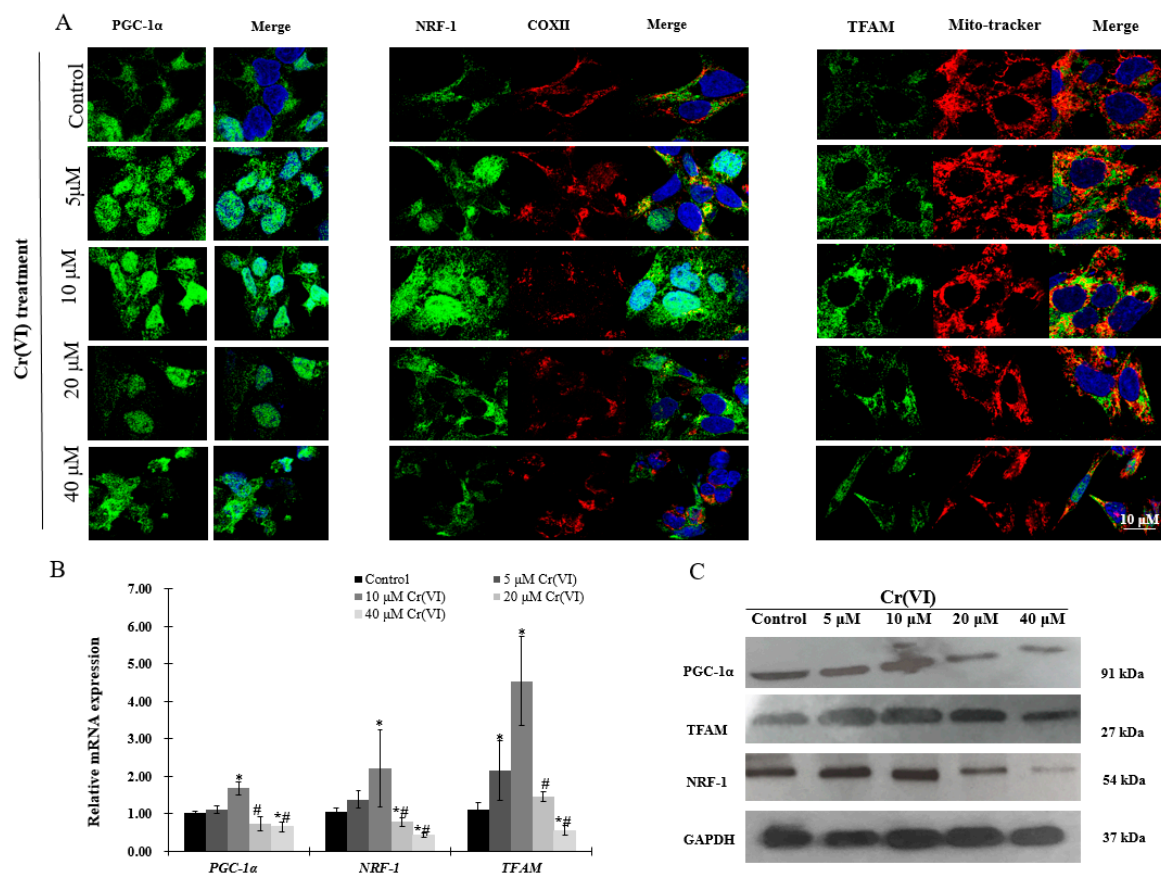 A
PGC-1α Merge NRF-1 COXII Merge TFAM Mito-tracker Merge
Cr(VI) treatment
Control
5μM
10 μM
20 μM
40 μM
10 μM
B
7.00
6.00
5.00
4.00
3.00
2.00
1.00
0.00
Relative mRNA expression
Control
5 μM Cr(VI)
10 μM Cr(VI)
20 μM Cr(VI)
40 μM Cr(VI)
* # *#
* *# *#
* * # *#
PGC-1α NRF-1 TFAM
C
Cr(VI)
Control 5 μM 10 μM 20 μM 40 μM
PGC-1α 91 kDa
TFAM 27 kDa
NRF-1 54 kDa
GAPDH 37 kDa